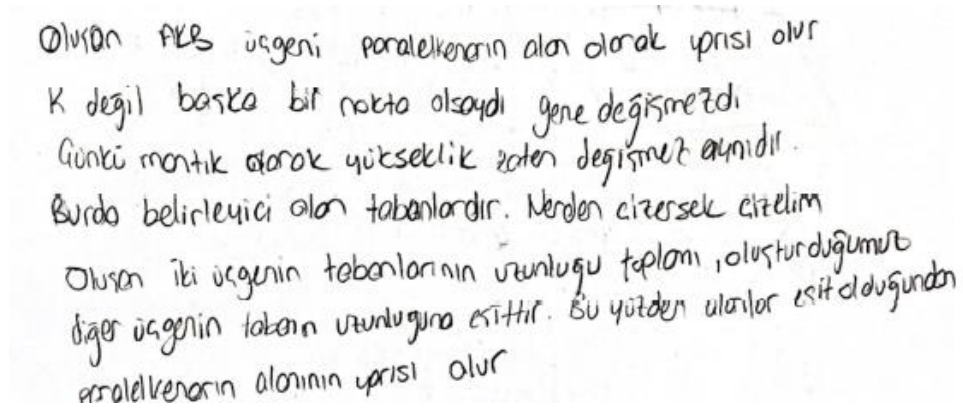 Oluşan AKB üçgeni paralelkenarın alan olarak yarısı olur
K değil başka bir nokta olsaydı gene değişmezdi
Çünkü mantık olarak yükseklik zaten değişmez aynıdır.
Burda belirleyici olan tabanlardır. Nerden çizersek çizelim
Oluşan iki üçgenin tabanlarının uzunluğu toplamı, oluşturduğumuz
diğer üçgenin tabanın uzunluğuna eşittir. Bu yüzden alanlar eşit olduğundan
paralelkenarın alanının yarısı olur